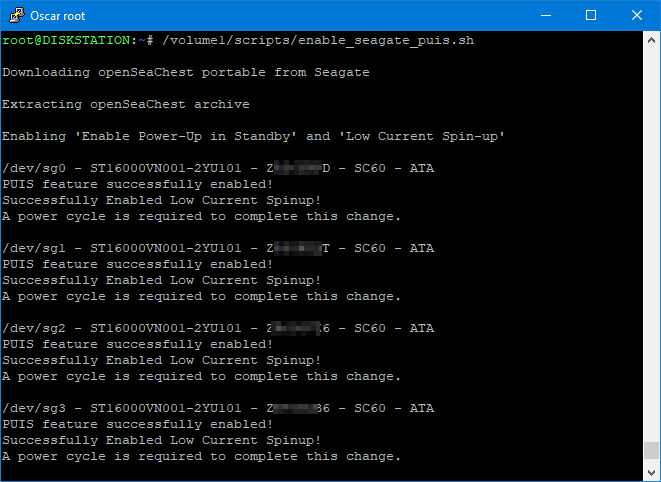 Oscar root
root@DISKSTATION:~# /volume1/scripts/enable_seagate_puis.sh
Downloading openSeaChest portable from Seagate
Extracting openSeaChest archive
Enabling 'Enable Power-Up in Standby' and 'Low Current Spin-up'
/dev/sg0 - ST16000VN001-2YU101 - - SC60 - ATA
PUIS feature successfully enabled!
Successfully Enabled Low Current Spinup!
A power cycle is required to complete this change.
/dev/sg1 - ST16000VN001-2YU101 - - SC60 - ATA
PUIS feature successfully enabled!
Successfully Enabled Low Current Spinup!
A power cycle is required to complete this change.
/dev/sg2 - ST16000VN001-2YU101 - - SC60 - ATA
PUIS feature successfully enabled!
Successfully Enabled Low Current Spinup!
A power cycle is required to complete this change.
/dev/sg3 - ST16000VN001-2YU101 - - SC60 - ATA
PUIS feature successfully enabled!
Successfully Enabled Low Current Spinup!
A power cycle is required to complete this change.